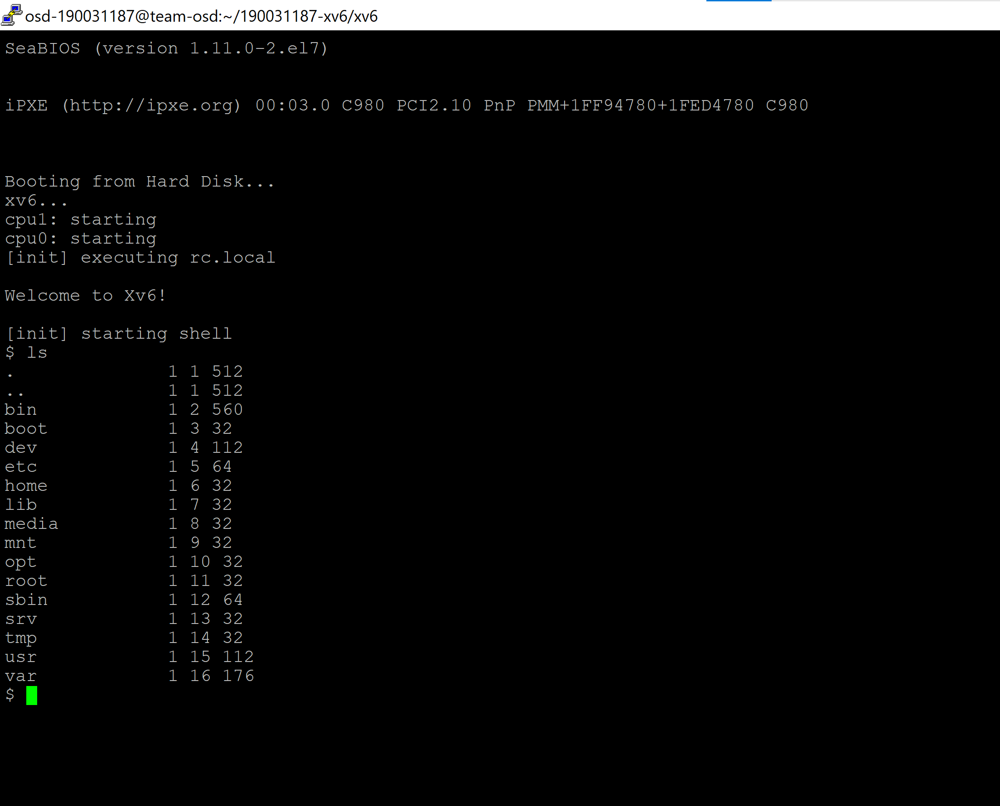 osd-190031187@team-osd:~/190031187-xv6/xv6
SeaBIOS (version 1.11.0-2.el7)
iPXE (http://ipxe.org) 00:03.0 C980 PCI2.10 PnP PMM+1FF94780+1FED4780 C980
Booting from Hard Disk...
xv6...
cpu1: starting
cpu0: starting
[init] executing rc.local
Welcome to Xv6!
[init] starting shell
$ ls
. 1 1 512
.. 1 1 512
bin 1 2 560
boot 1 3 32
dev 1 4 112
etc 1 5 64
home 1 6 32
lib 1 7 32
media 1 8 32
mnt 1 9 32
opt 1 10 32
root 1 11 32
sbin 1 12 64
srv 1 13 32
tmp 1 14 32
usr 1 15 112
var 1 16 176
$